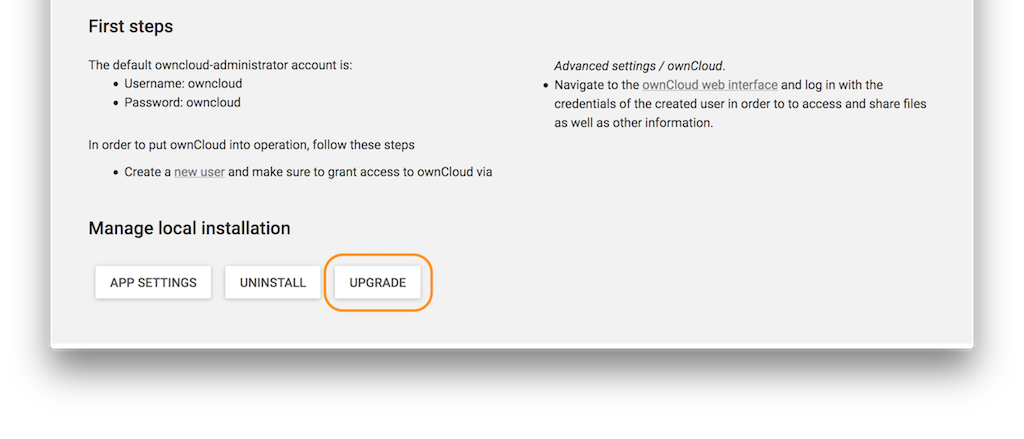 First steps
The default owncloud-administrator account is:
• Username: owncloud
• Password: owncloud
In order to put ownCloud into operation, follow these steps
• Create a new user and make sure to grant access to ownCloud via
Advanced settings / ownCloud.
• Navigate to the ownCloud web interface and log in with the
credentials of the created user in order to to access and share files
as well as other information.
Manage local installation
APP SETTINGS
UNINSTALL
UPGRADE